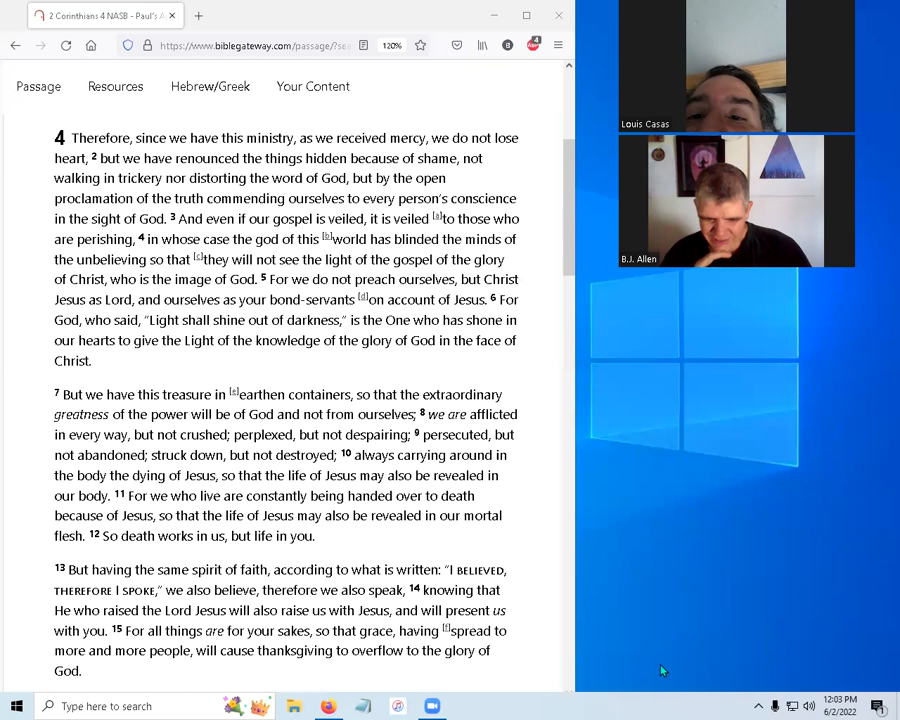 2 Corinthians 4 NASB - Paul's A
https://www.biblegateway.com/passage/?sea
120%
4
Passage Resources Hebrew/Greek Your Content
4 Therefore, since we have this ministry, as we received mercy, we do not lose
heart, 2 but we have renounced the things hidden because of shame, not
walking in trickery nor distorting the word of God, but by the open
proclamation of the truth commending ourselves to every person's conscience
in the sight of God. 3 And even if our gospel is veiled, it is veiled [a]to those who
are perishing, 4 in whose case the god of this [b]world has blinded the minds of
the unbelieving so that [c]they will not see the light of the gospel of the glory
of Christ, who is the image of God. 5 For we do not preach ourselves, but Christ
Jesus as Lord, and ourselves as your bond-servants [d]on account of Jesus. 6 For
God, who said, “Light shall shine out of darkness,” is the One who has shone in
our hearts to give the Light of the knowledge of the glory of God in the face of
Christ.
7 But we have this treasure in [e]earthen containers, so that the extraordinary
greatness of the power will be of God and not from ourselves; 8 we are afflicted
in every way, but not crushed; perplexed, but not despairing; 9 persecuted, but
not abandoned; struck down, but not destroyed; 10 always carrying around in
the body the dying of Jesus, so that the life of Jesus may also be revealed in
our body. 11 For we who live are constantly being handed over to death
because of Jesus, so that the life of Jesus may also be revealed in our mortal
flesh. 12 So death works in us, but life in you.
13 But having the same spirit of faith, according to what is written: “I BELIEVED,
THEREFORE I SPOKE,” we also believe, therefore we also speak, 14 knowing that
He who raised the Lord Jesus will also raise us with Jesus, and will present us
with you. 15 For all things are for your sakes, so that grace, having [f]spread to
more and more people, will cause thanksgiving to overflow to the glory of
God.
Louis Casas
B.J. Allen
Type here to search
12:03 PM
6/2/2022